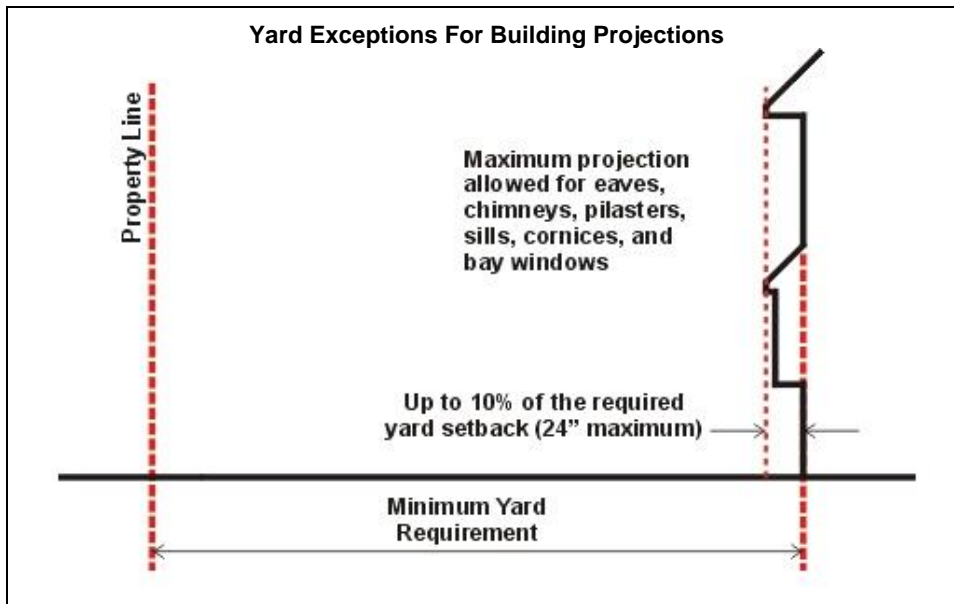 Yard Exceptions For Building Projections
Property Line
Maximum projection
allowed for eaves,
chimneys, pilasters,
sills, cornices, and
bay windows
Up to 10% of the required
yard setback (24” maximum)
Minimum Yard
Requirement